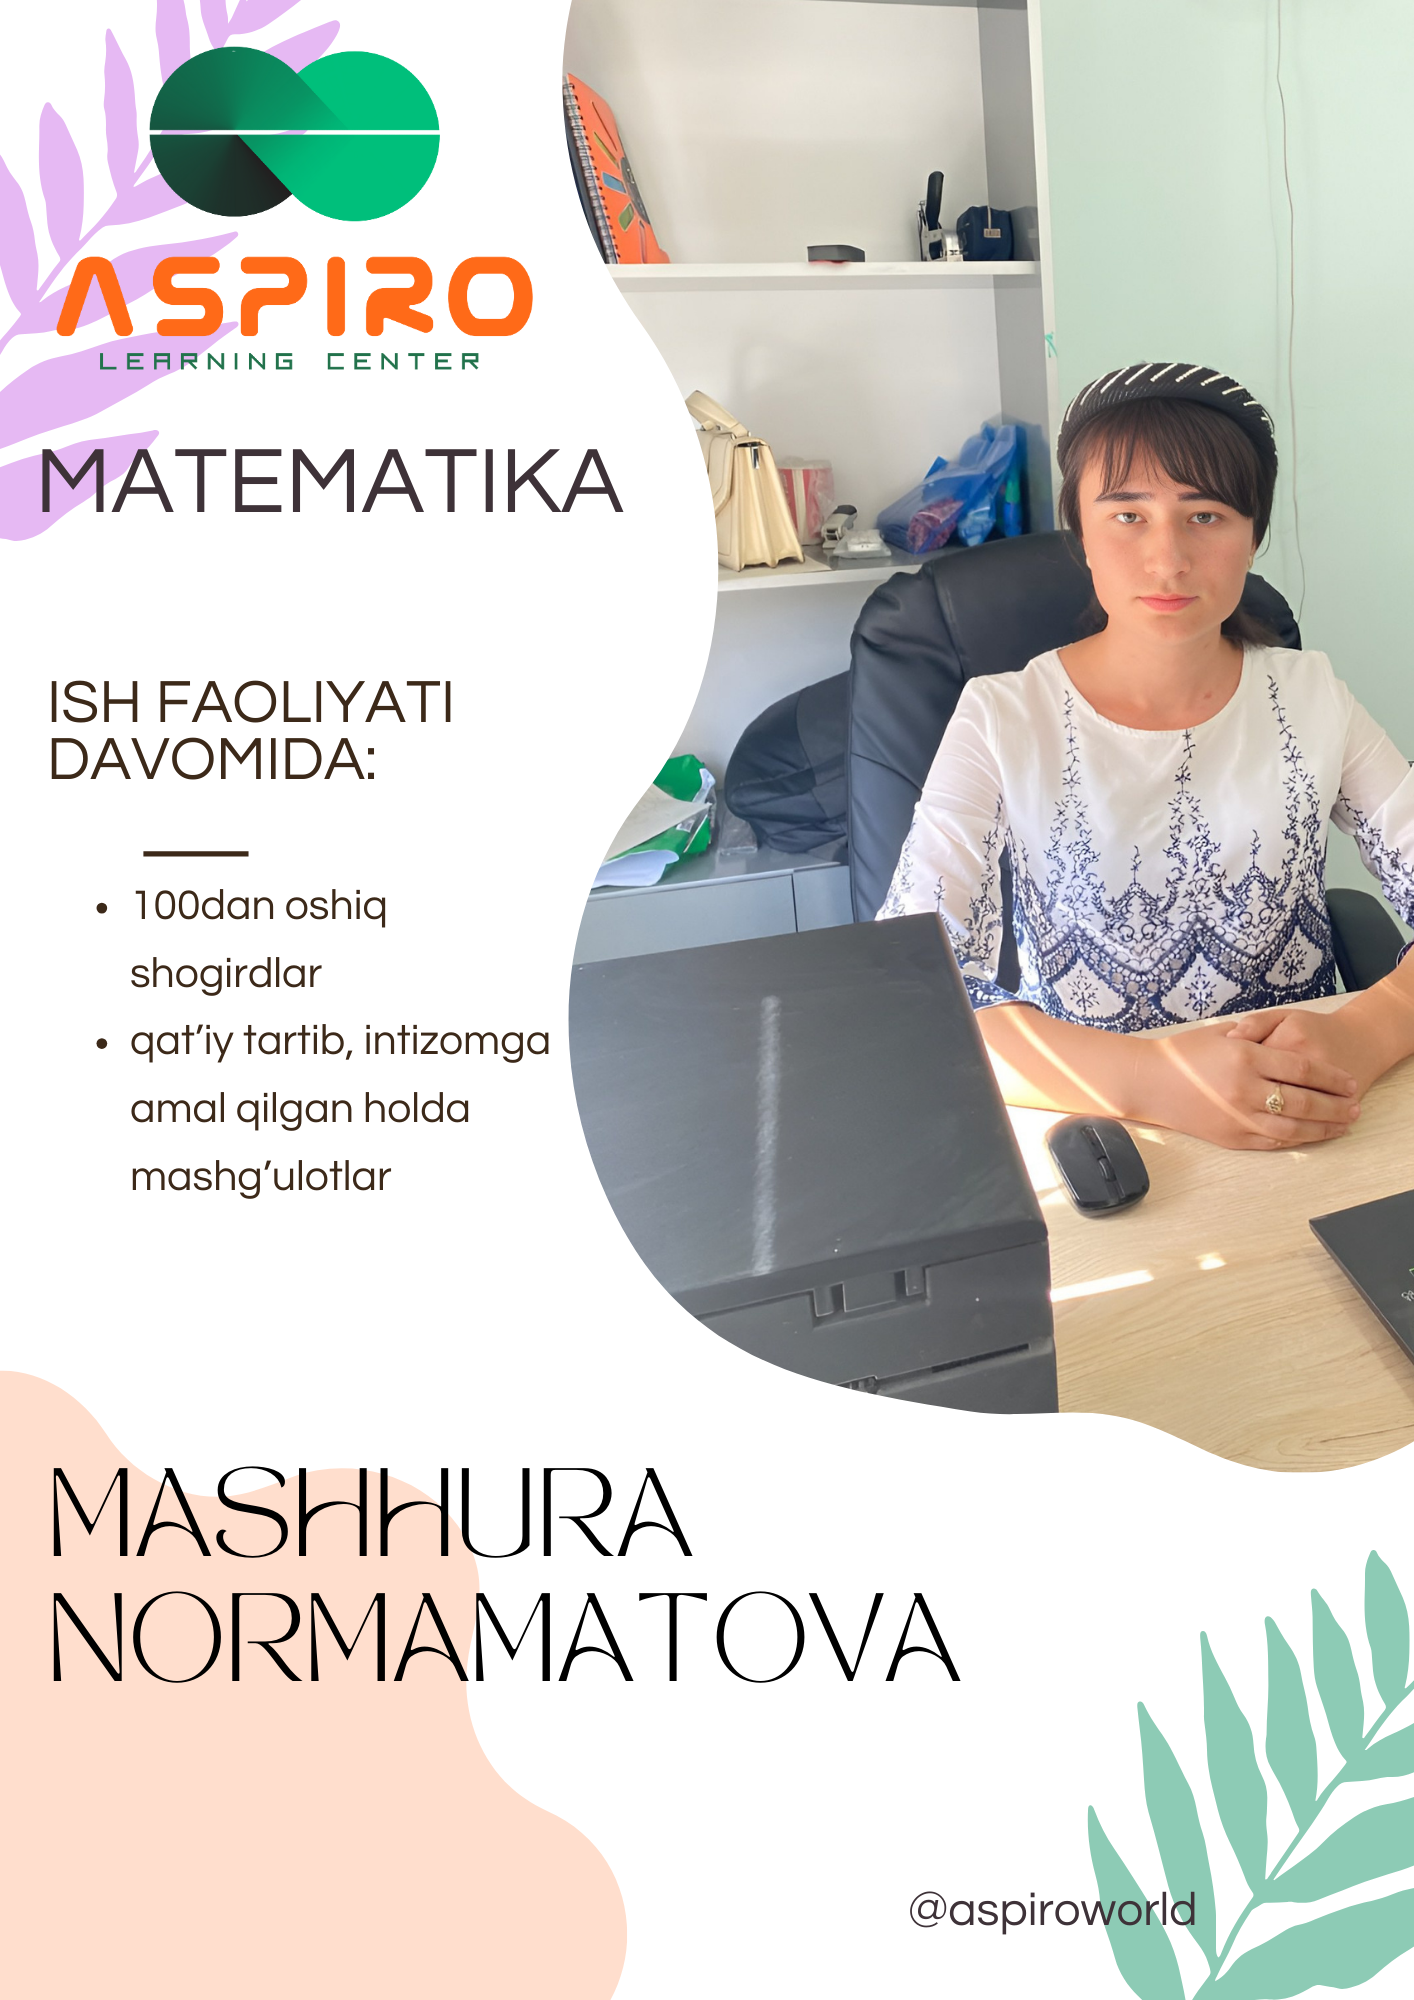 ASPIRO
LEARNING CENTER
MATEMATIKA
ISH FAOLIYATI
DAVOMIDA:
• 100dan oshiq
shogirdlar
• qat’iy tartib, intizomga
amal qilgan holda
mashg’ulotlar
MASHHURA
NORMAMATOVA
@aspiroworld